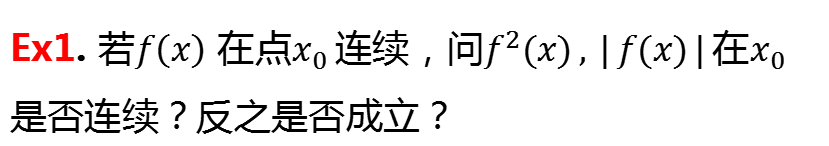 Ex1. 若f(x) 在点x₀ 连续，问f²(x) , | f(x) | 在x₀
是否连续？反之是否成立？